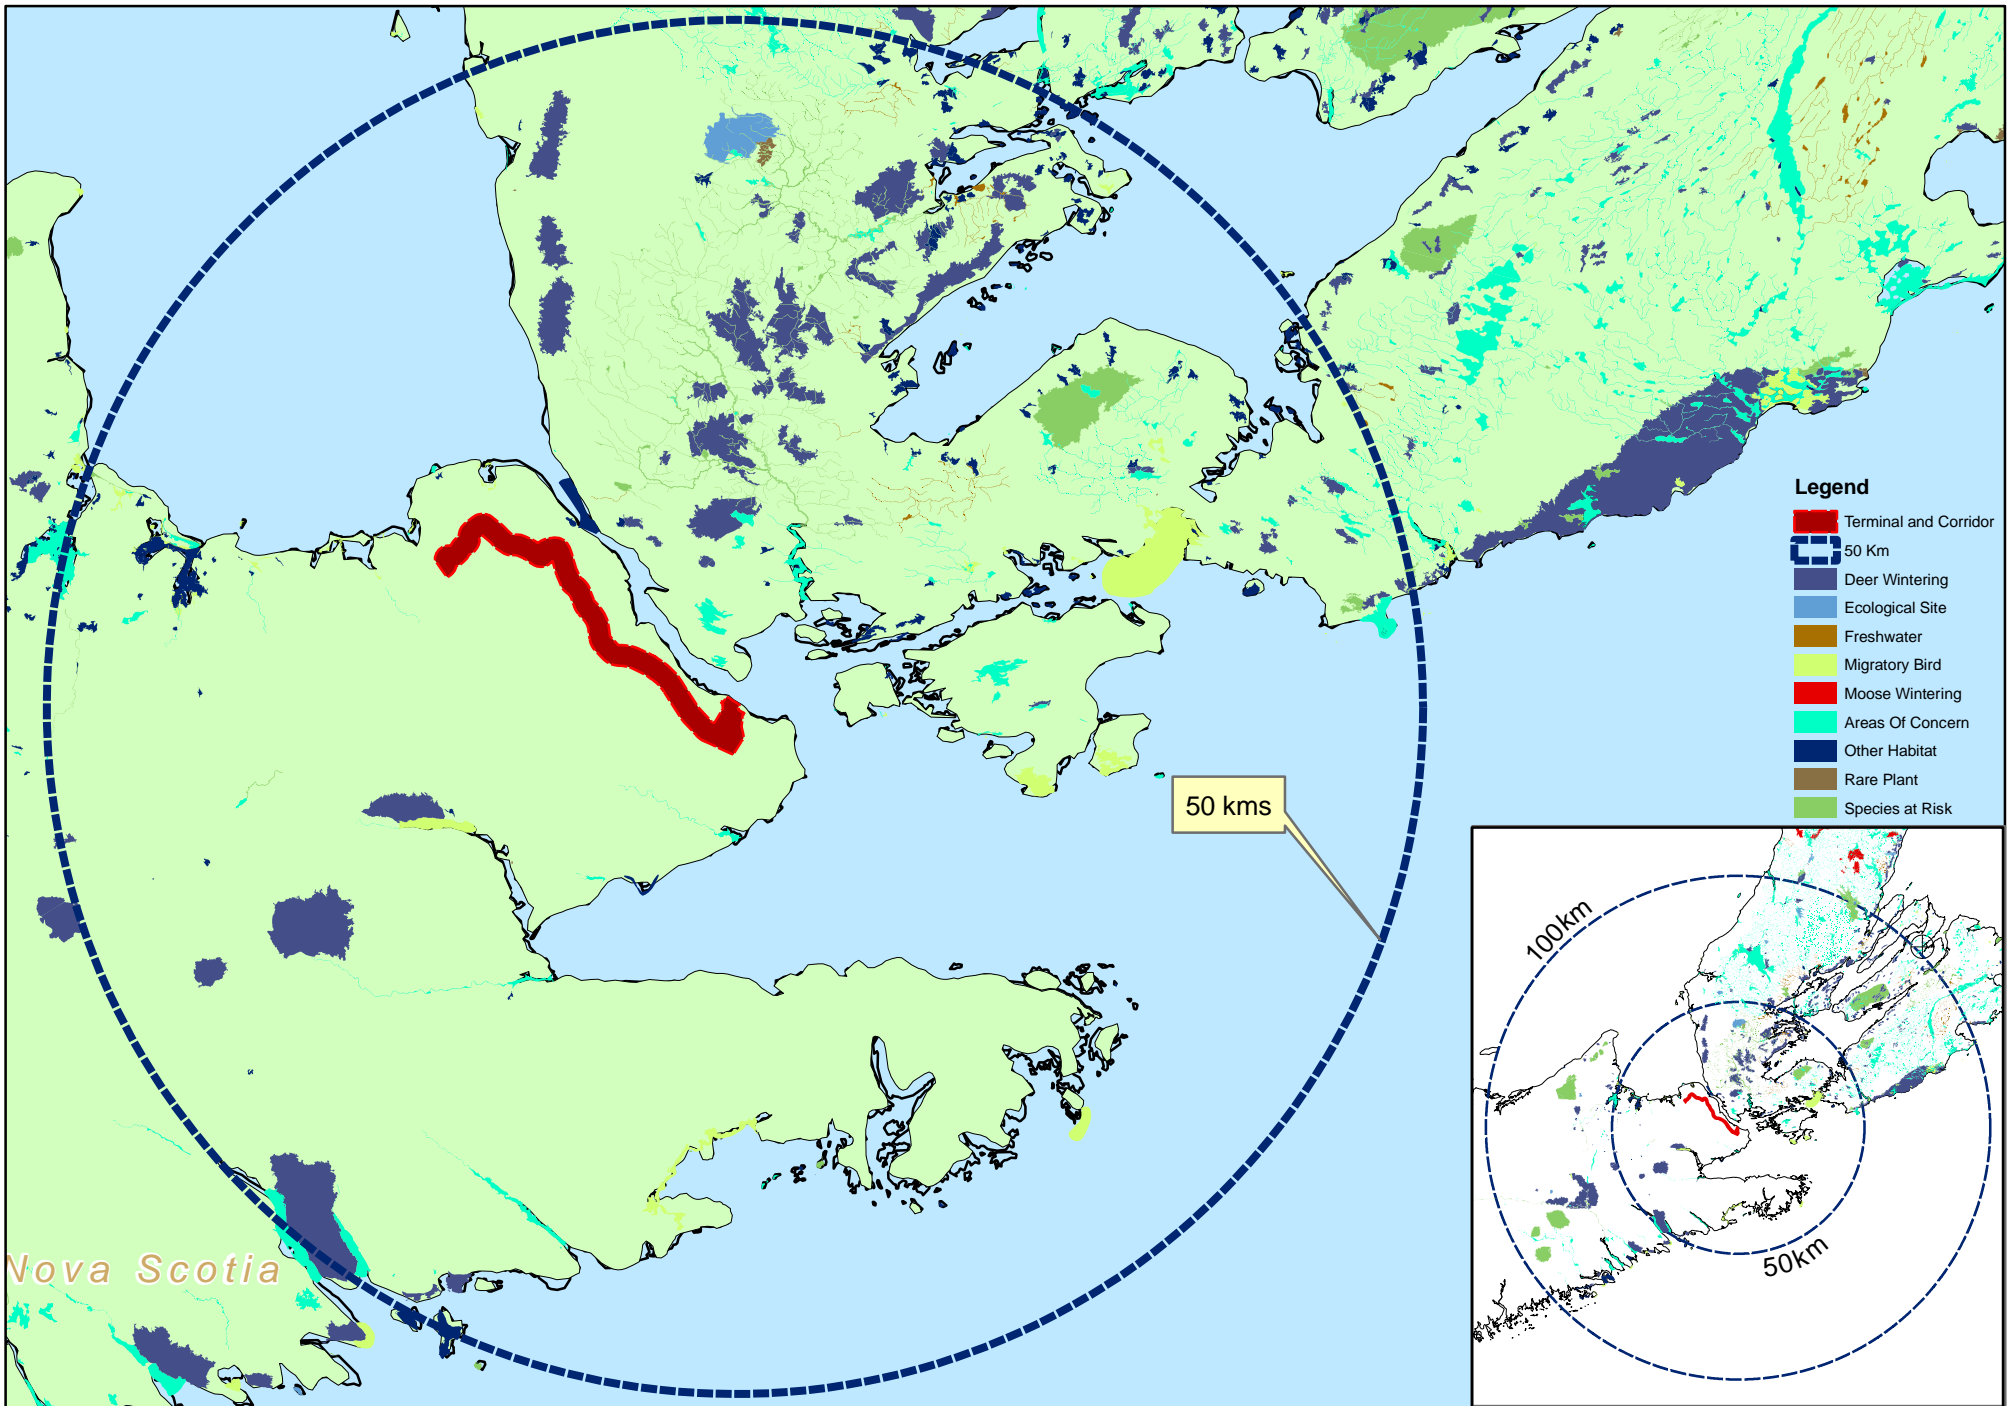 Legend
Terminal and Corridor
50 Km
Deer Wintering
Ecological Site
Freshwater
Migratory Bird
Moose Wintering
Areas Of Concern
Other Habitat
Rare Plant
Species at Risk
50 kms
100km
50km
Nova Scotia